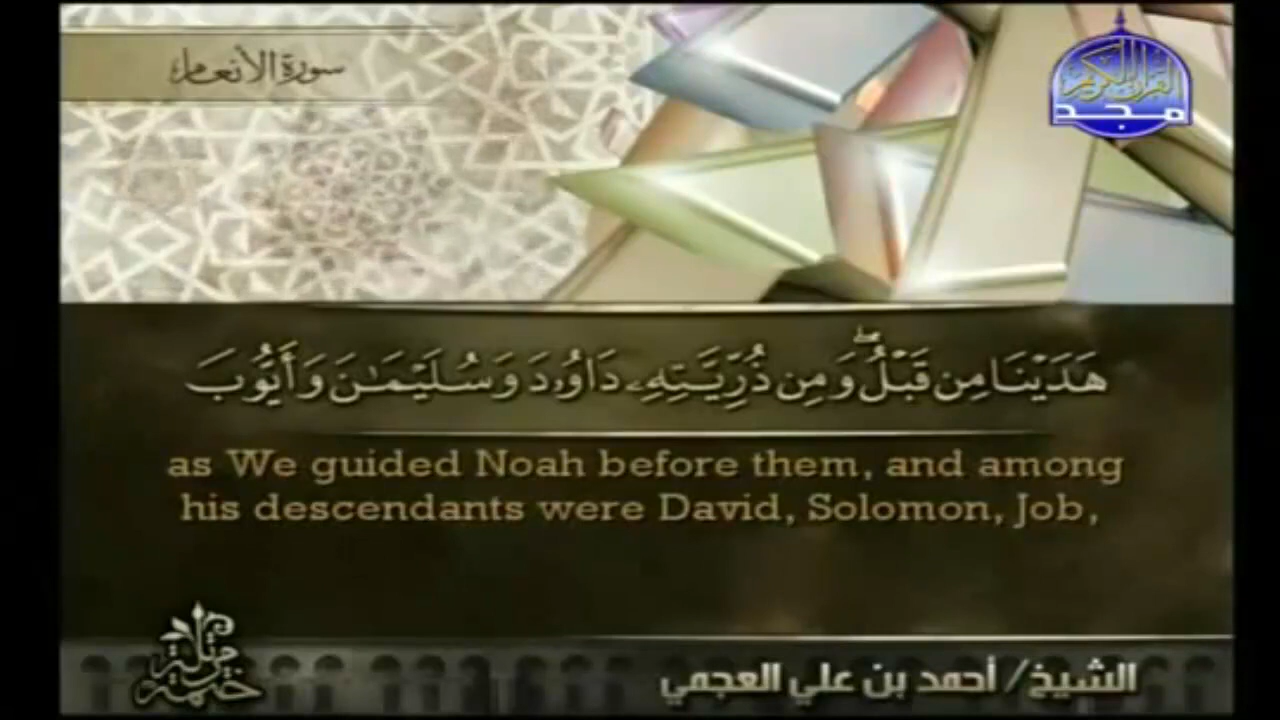 سورة الأنعام
القرآن الكريم
مجد
هَدَيْنَا مِن قَبْلُ ۖ وَمِن ذُرِّيَّتِهِۦ دَاوُۥدَ وَسُلَيْمَـٰنَ وَأَيُّوبَ
as We guided Noah before them, and among
his descendants were David, Solomon, Job,
ختمة مرتلة
الشيخ/ أحمد بن علي العجمي